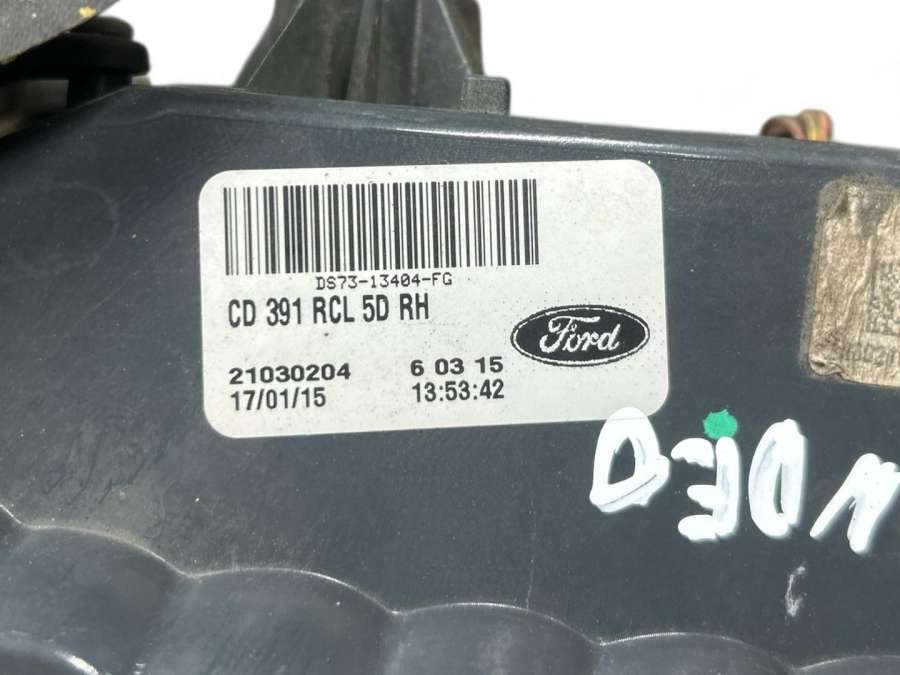 DS73-13404-FG
CD 391 RCL 5D RH
Ford
21030204 6 03 15
17/01/15 13:53:42